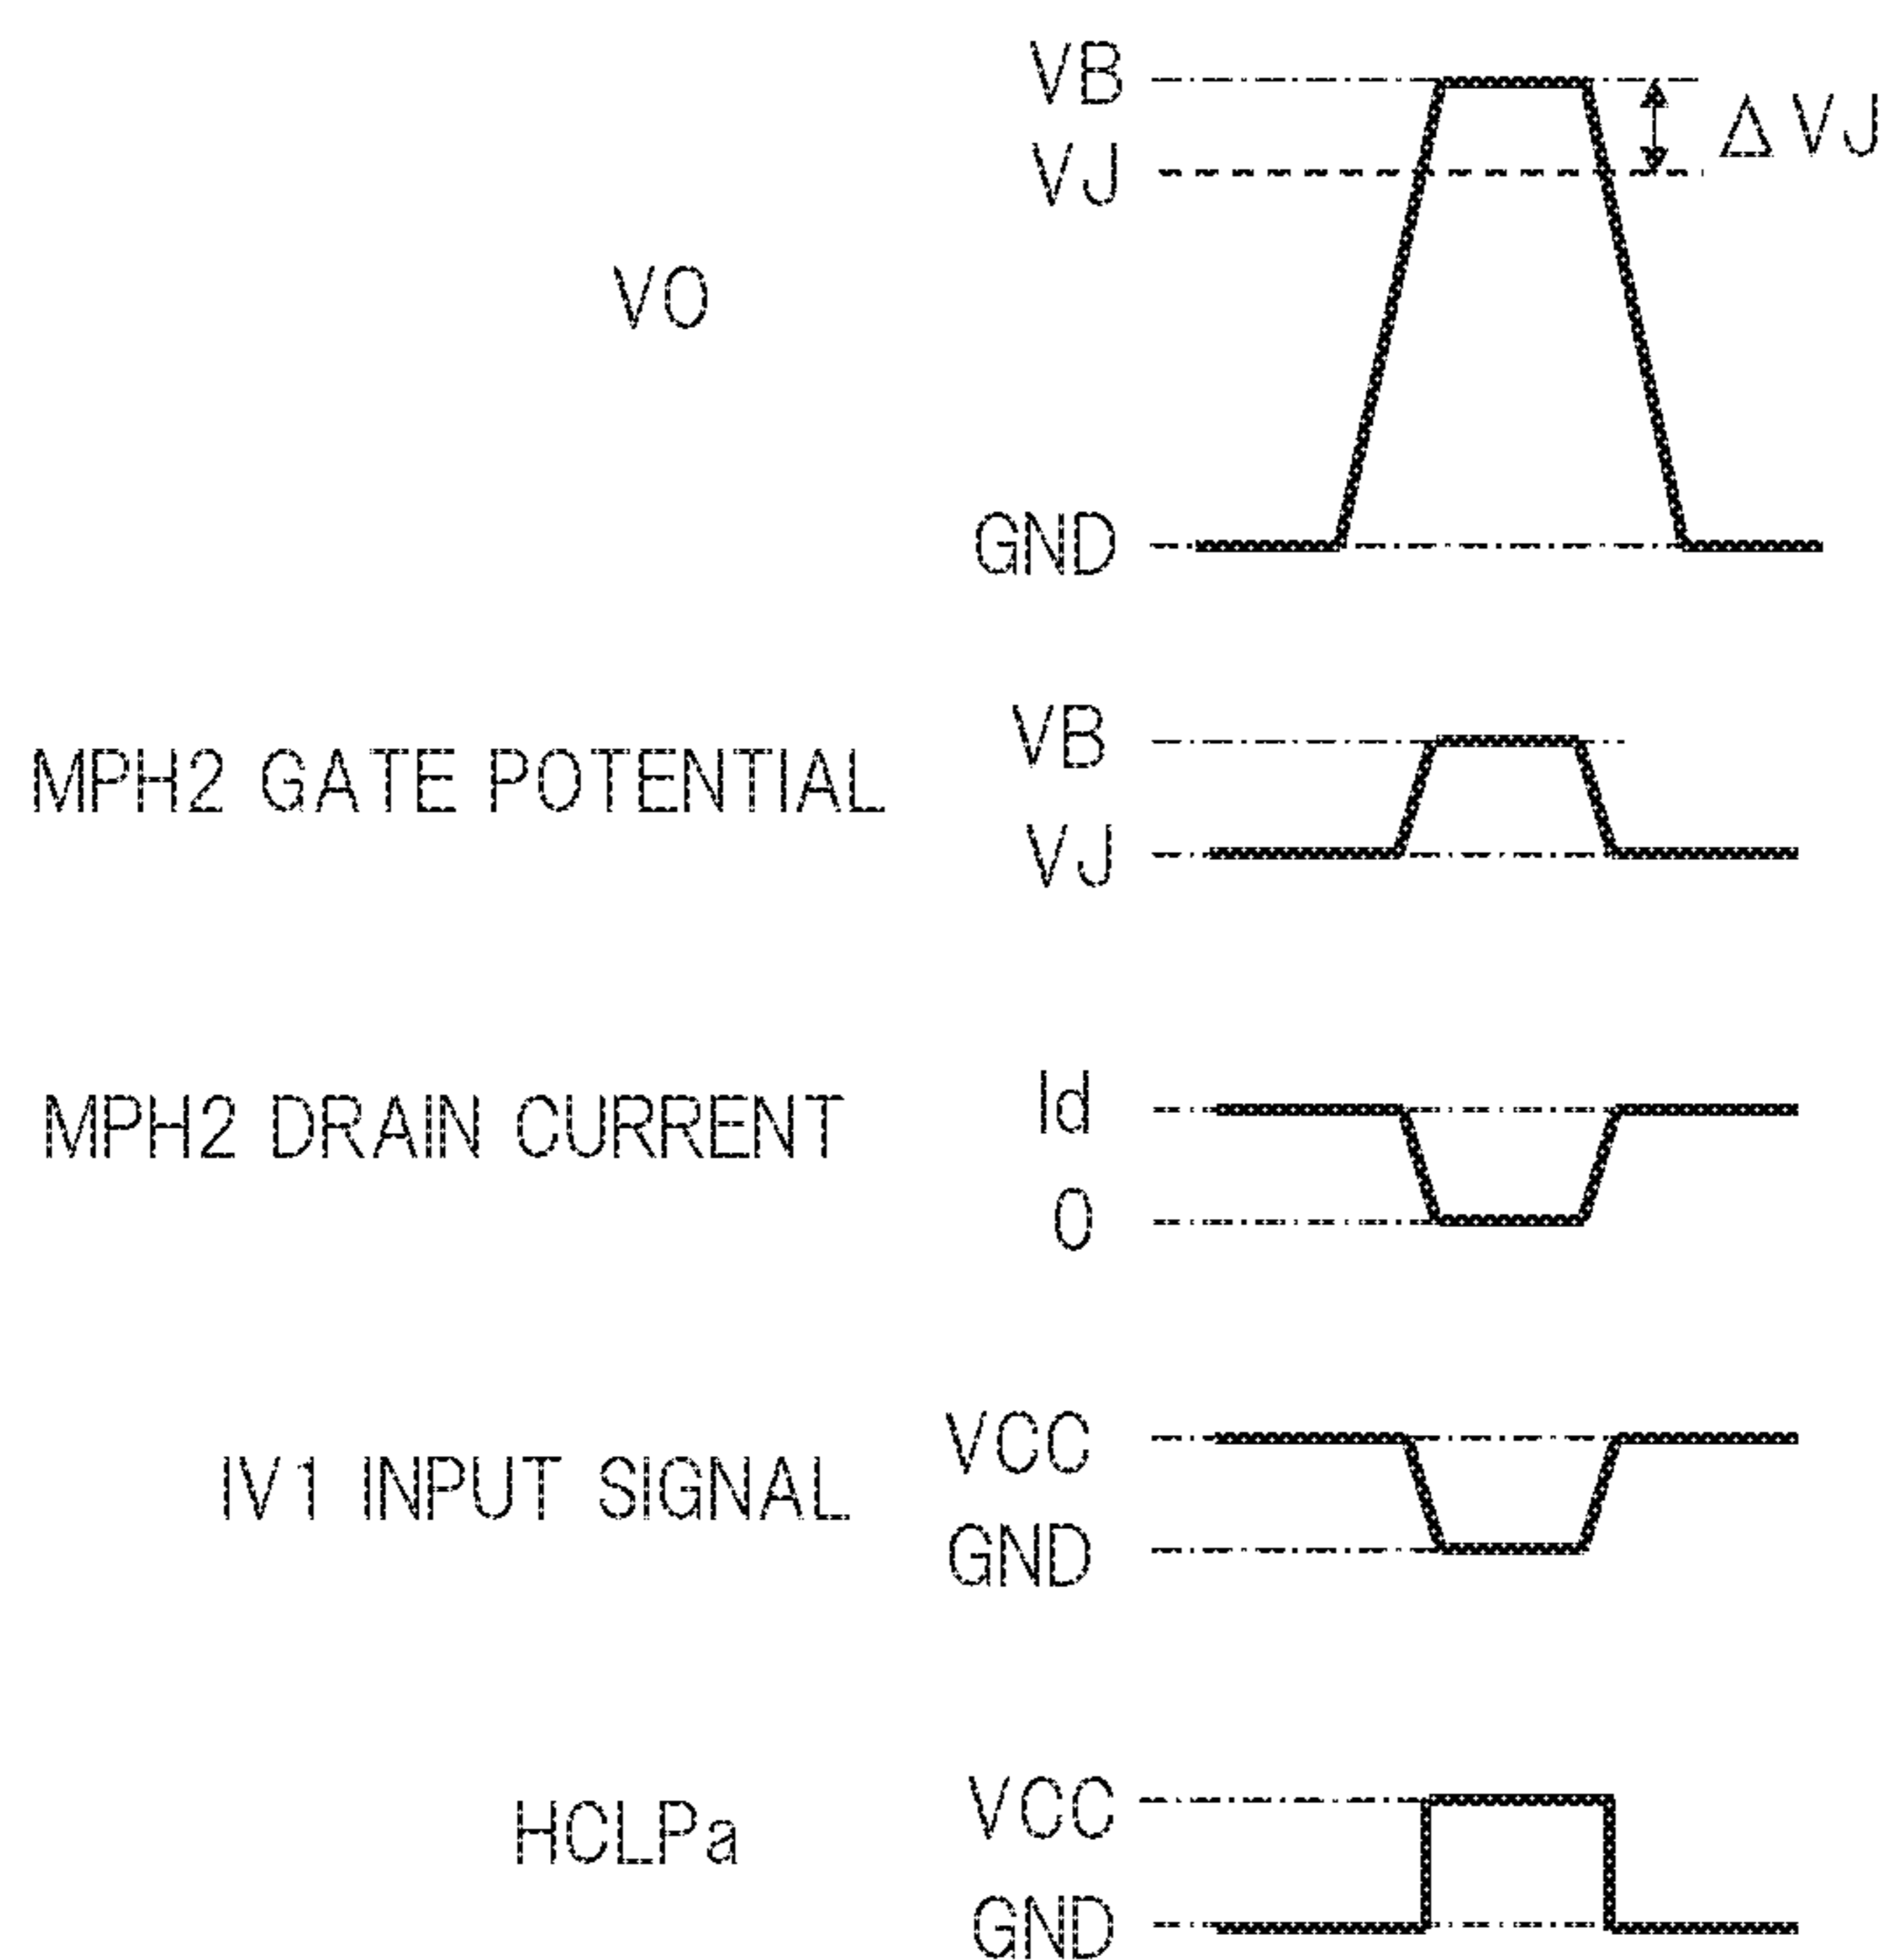 VB
ΔVJ
VJ
VO
GND
VB
MPH2 GATE POTENTIAL
VJ
Id
MPH2 DRAIN CURRENT
0
VCC
IV1 INPUT SIGNAL
GND
VCC
HCLPa
GND